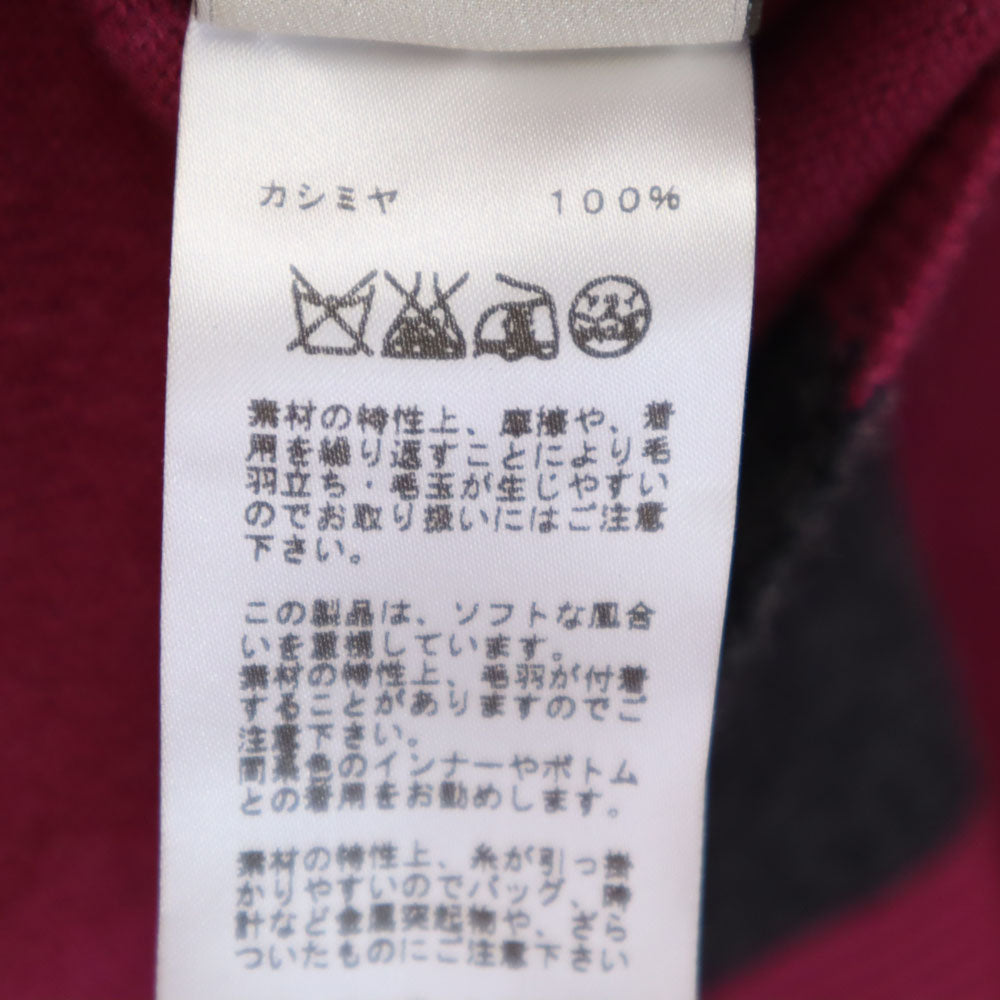 カシミヤ 100%
素材の特性上、摩擦や、着
用を繰り返すことにより毛
羽立ち・毛玉が生じやすい
のでお取り扱いにはご注意
下さい。
この製品は、ソフトな風合
いを重視しています。
素材の特性上、毛羽が付着
することがありますのでご
注意下さい。
同系色のインナーやボトム
との着用をお勧めします。
素材の特性上、糸が引っ掛
かりやすいのでバッグ、時
計など金属突起物や、ざら
ついたものにご注意下さい